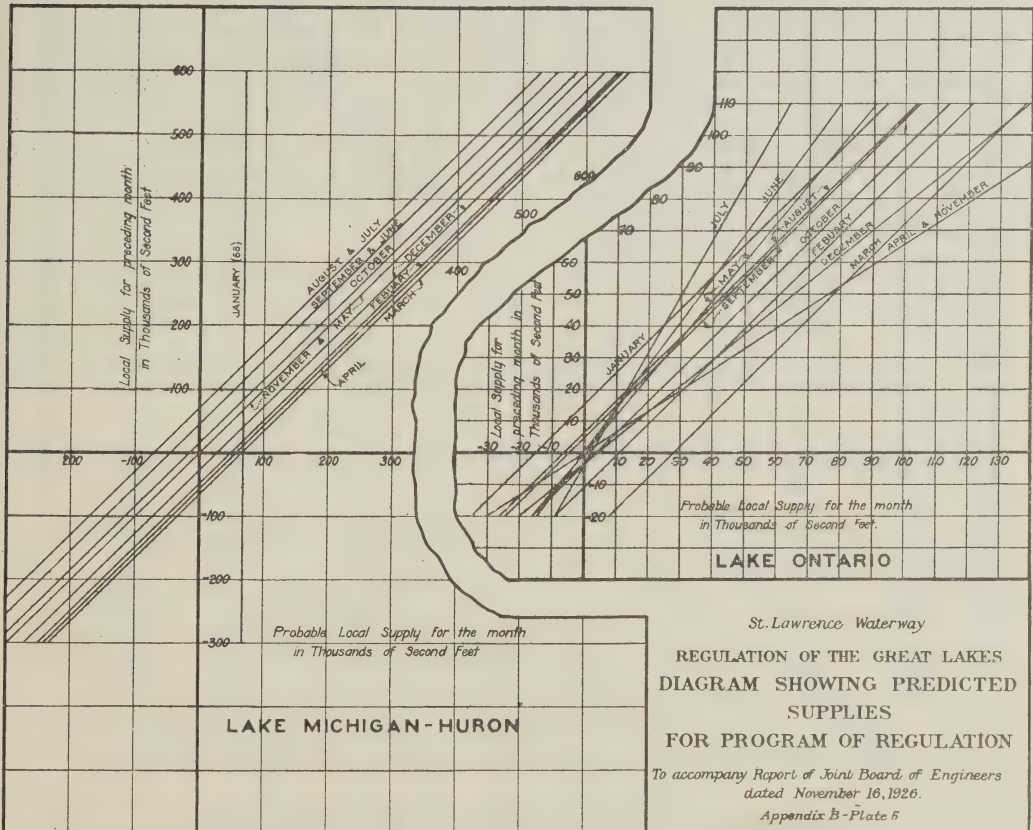 600
500
400
300
200
100
-100
-200
-300
200
-100
100
200
300
400
500
600
Local Supply for preceding month
in Thousands of Second Feet
JANUARY (68)
AUGUST & JULY
SEPTEMBER & JUNE
OCTOBER
NOVEMBER & MAY
FEBUARY & DECEMBER
MARCH
APRIL
Probable Local Supply for the month
in Thousands of Second Feet
LAKE MICHIGAN-HURON
110
100
90
80
70
60
50
40
30
20
10
-10
-20
-30
-20
-10
10
20
30
40
50
60
70
80
90
100
110
120
130
Local Supply for
preceding month in
Thousands of Second Feet
JANUARY
JULY
JUNE
MAY & AUGUST
SEPTEMBER & OCTOBER
FEBUARY
DECEMBER
MARCH
APRIL & NOVEMBER
Probable Local Supply for the month
in Thousands of Second Feet.
LAKE ONTARIO
St. Lawrence Waterway
REGULATION OF THE GREAT LAKES
DIAGRAM SHOWING PREDICTED
SUPPLIES
FOR PROGRAM OF REGULATION
To accompany Report of Joint Board of Engineers
dated November 16, 1926.
Appendix B-Plate 6